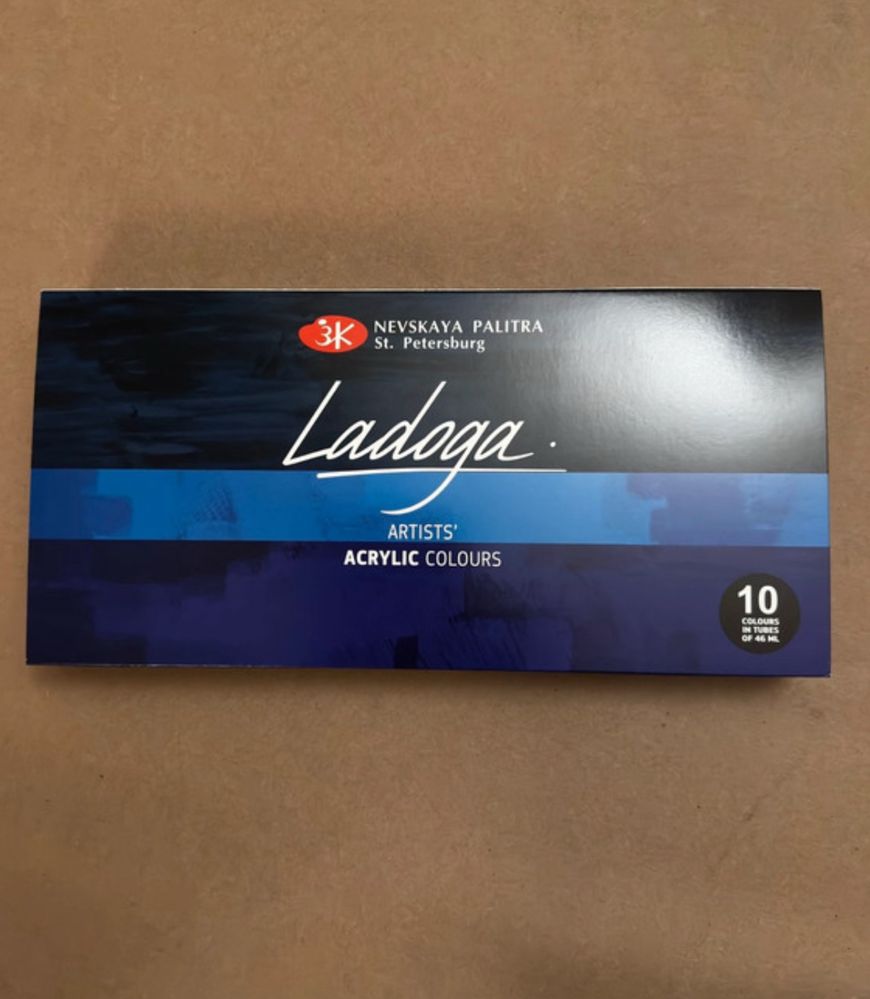 ЗК
NEVSKAYA PALITRA
St. Petersburg
Ladoga.
ARTISTS'
ACRYLIC COLOURS
10
COLOURS
IN TUBES
OF 46 ML